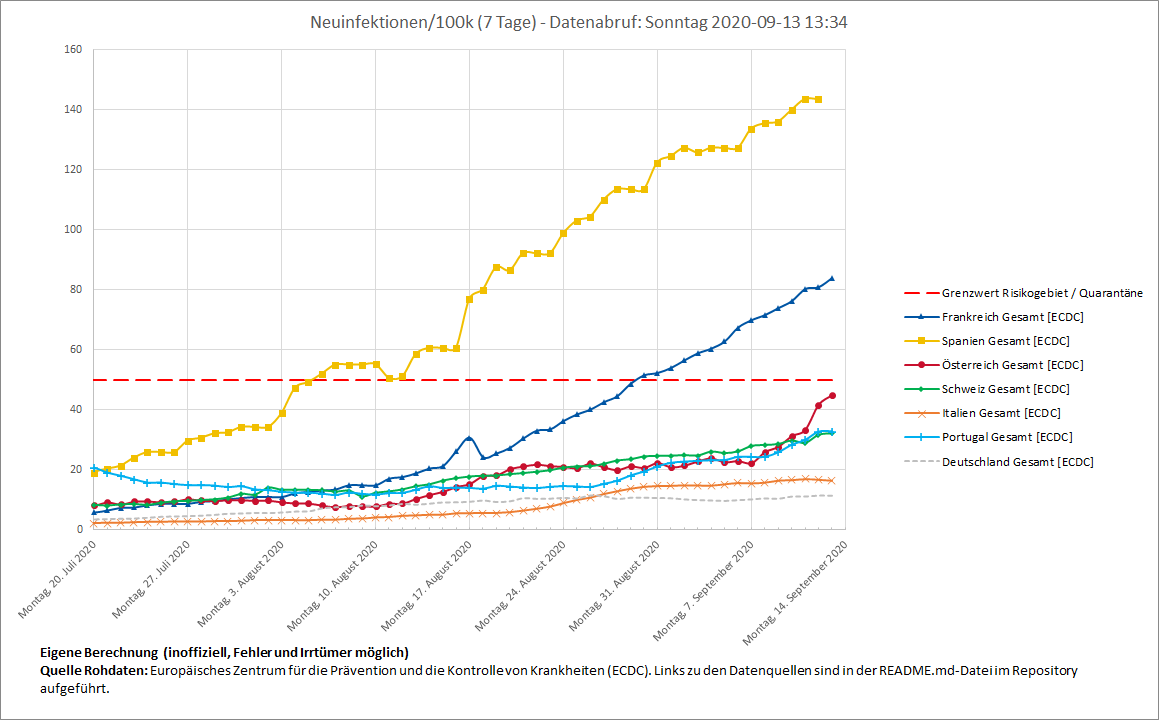 Neuinfektionen/100k (7 Tage) - Datenabruf: Sonntag 2020-09-13 13:34
160
140
120
100
80
60
40
20
0
Montag, 20. Juli 2020
Montag, 27. Juli 2020
Montag, 3. August 2020
Montag, 10. August 2020
Montag, 17. August 2020
Montag, 24. August 2020
Montag, 31. August 2020
Montag, 7. September 2020
Montag, 14. September 2020
Grenzwert Risikogebiet / Quarantäne
Frankreich Gesamt [ECDC]
Spanien Gesamt [ECDC]
Österreich Gesamt [ECDC]
Schweiz Gesamt [ECDC]
Italien Gesamt [ECDC]
Portugal Gesamt [ECDC]
Deutschland Gesamt [ECDC]
Eigene Berechnung (inoffiziell, Fehler und Irrtümer möglich)
Quelle Rohdaten: Europäisches Zentrum für die Prävention und die Kontrolle von Krankheiten (ECDC). Links zu den Datenquellen sind in der README.md-Datei im Repository
aufgeführt.